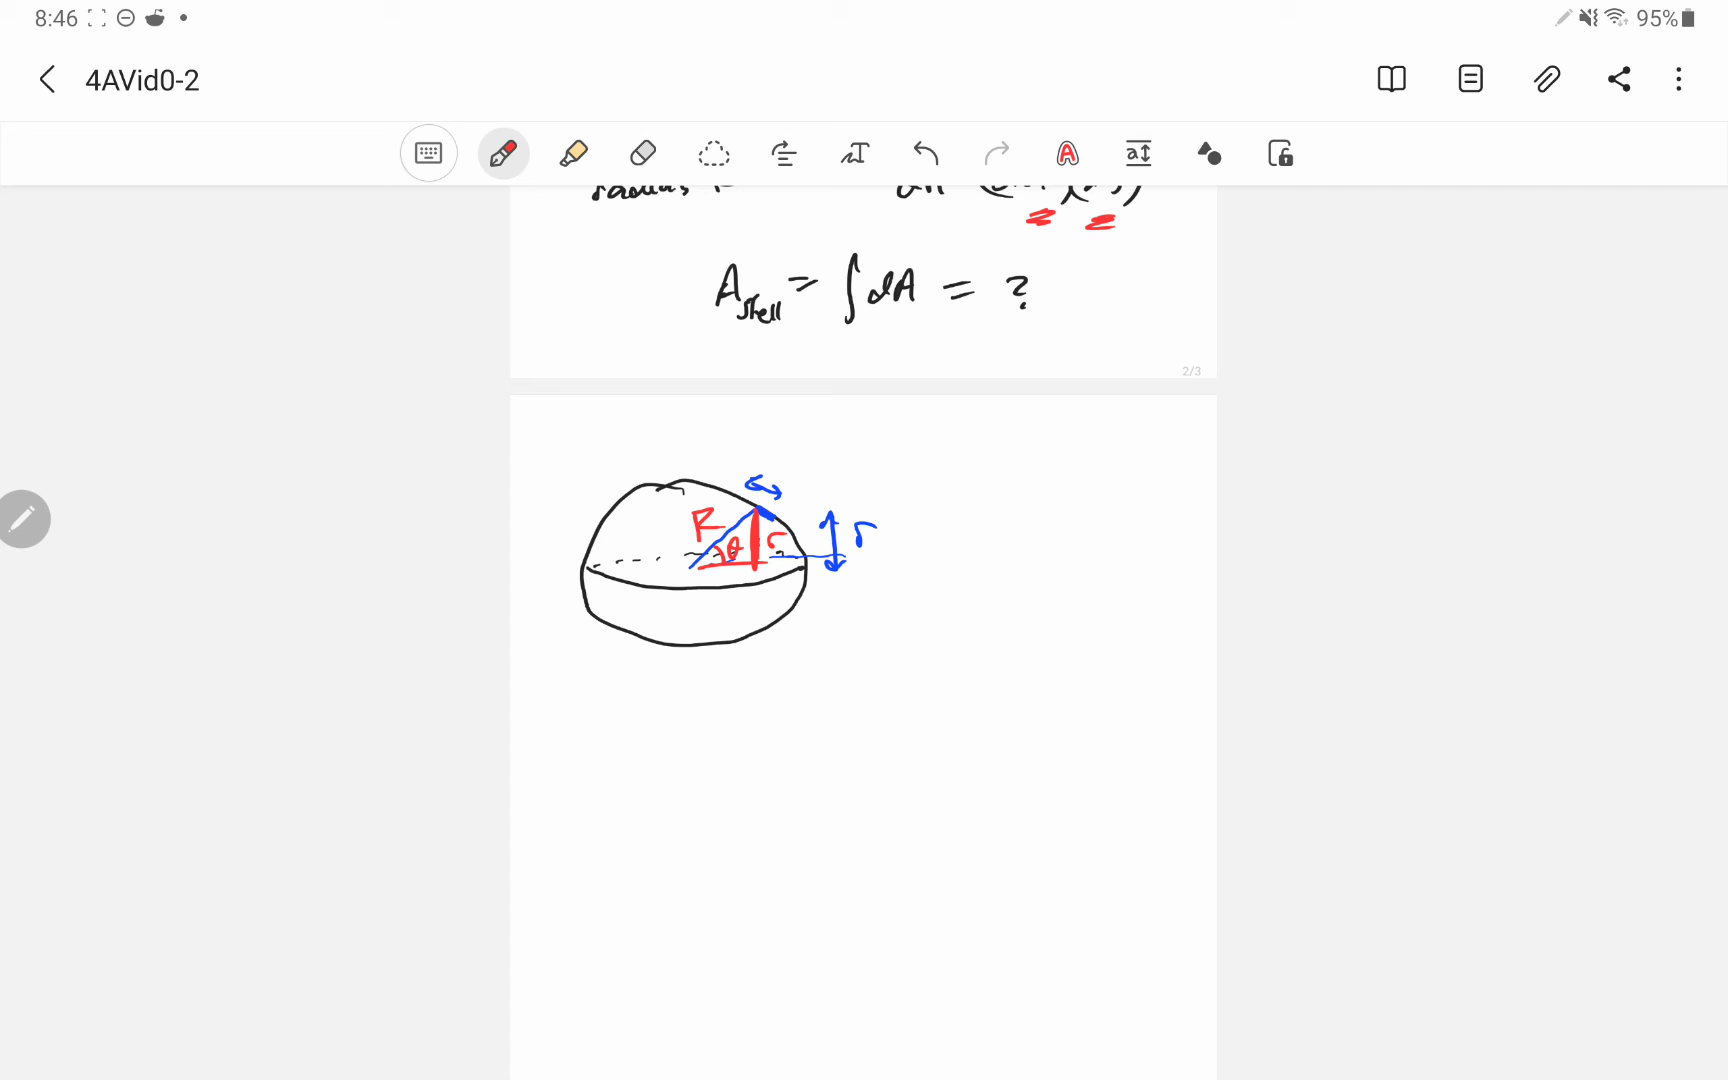 8:46 95%
4AVid0-2
A_shell = ∫dA = ?
2/3
R θ r r